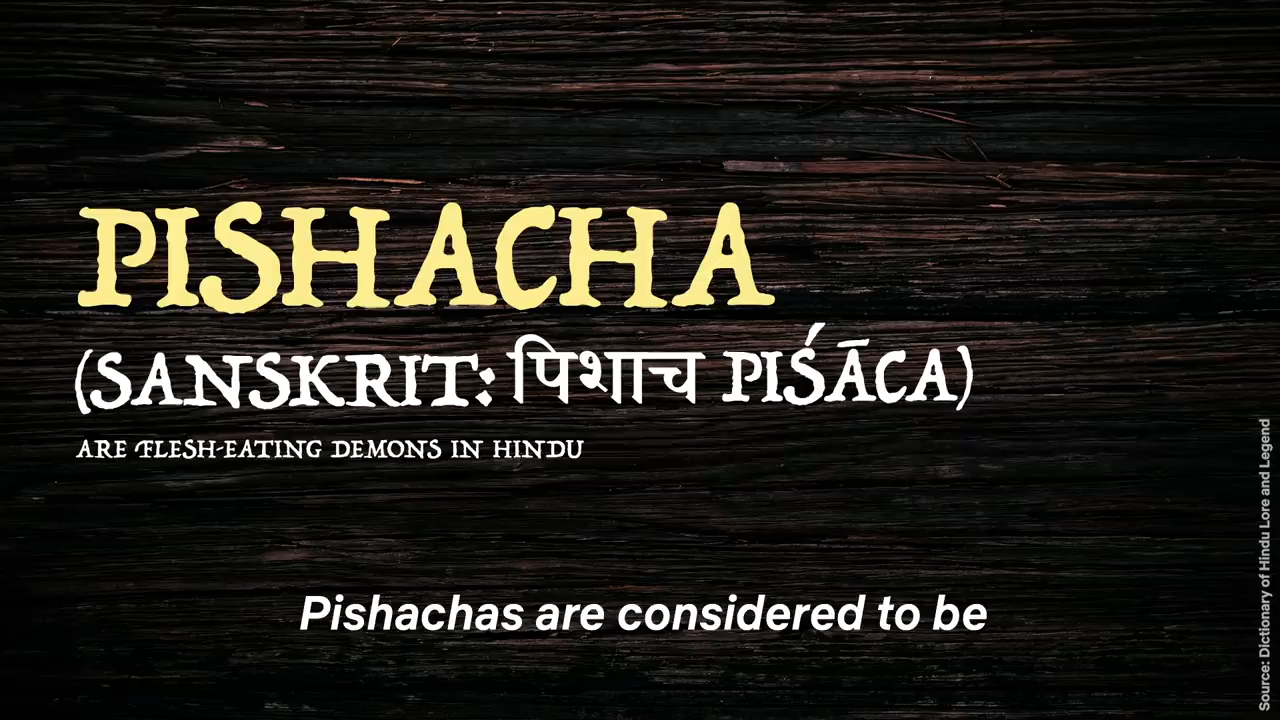 PISHACHA
(SANSKRIT: पिशाच PIŚĀCA)
ARE FLESH-EATING DEMONS IN HINDU
Pishachas are considered to be
Source: Dictionary of Hindu Lore and Legend